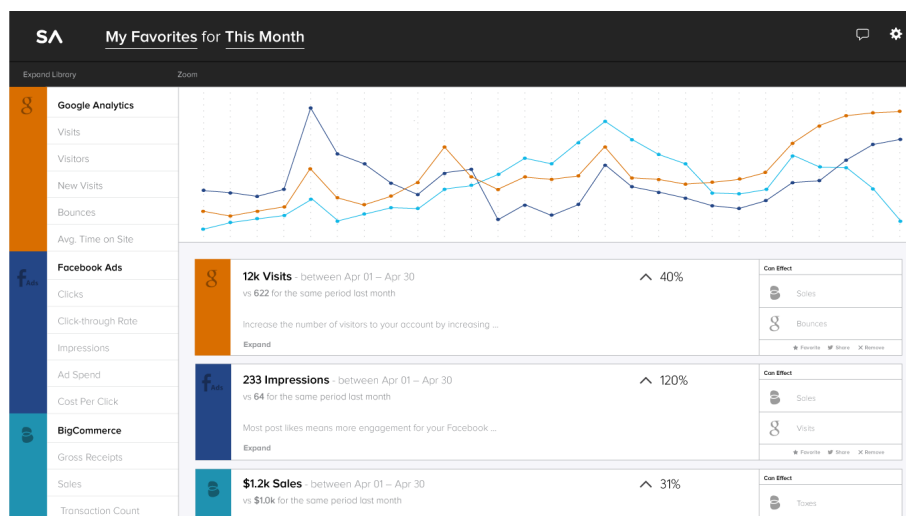 SΛ My Favorites for This Month
Expand Library Zoom
Google Analytics
Visits
Visitors
New Visits
Bounces
Avg. Time on Site
Facebook Ads
Clicks
Click-through Rate
Impressions
Ad Spend
Cost Per Click
BigCommerce
Gross Receipts
Sales
Transaction Count
g
f Ads
B
g
12k Visits - between Apr 01 – Apr 30
vs 622 for the same period last month
Increase the number of visitors to your account by increasing ...
Expand
40%
Can Effect
B Sales
g Bounces
Favorite Share Remove
f Ads
233 Impressions - between Apr 01 – Apr 30
vs 64 for the same period last month
Most post likes means more engagement for your Facebook ...
Expand
120%
Can Effect
B Sales
g Visits
Favorite Share Remove
B
$1.2k Sales - between Apr 01 – Apr 30
vs $1.0k for the same period last month
31%
Can Effect
B Taxes